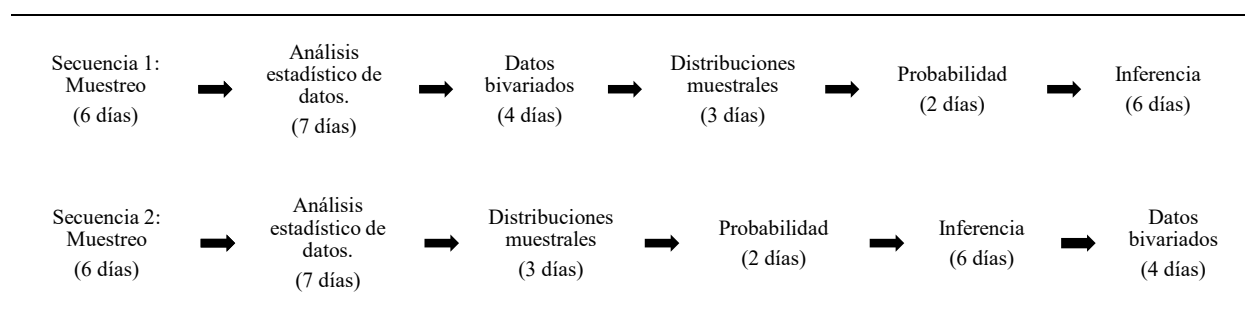 Secuencia 1:
Muestreo
(6 días)
Análisis
estadístico de
datos.
(7 días)
Datos
bivariados
(4 días)
Distribuciones
muestrales
(3 días)
Probabilidad
(2 días)
Inferencia
(6 días)
Secuencia 2:
Muestreo
(6 días)
Análisis
estadístico de
datos.
(7 días)
Distribuciones
muestrales
(3 días)
Probabilidad
(2 días)
Inferencia
(6 días)
Datos
bivariados
(4 días)